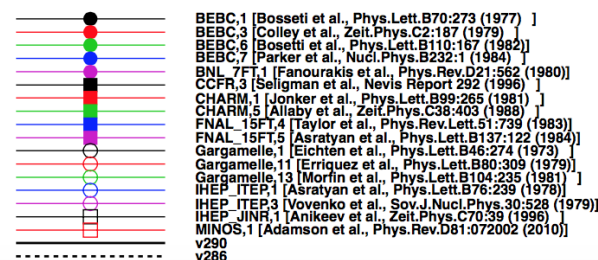 BEBC,1 [Bosseti et al., Phys.Lett.B70:273 (1977) ]
BEBC,3 [Colley et al., Zeit.Phys.C2:187 (1979) ]
BEBC,6 [Bosetti et al., Phys.Lett.B110:167 (1982)]
BEBC,7 [Parker et al., Nucl.Phys.B232:1 (1984) ]
BNL_7FT,1 [Fanourakis et al., Phys.Rev.D21:562 (1980)]
CCFR,3 [Seligman et al., Nevis Report 292 (1996) ]
CHARM,1 [Jonker et al., Phys.Lett.B99:265 (1981) ]
CHARM,5 [Allaby et al., Zeit.Phys.C38:403 (1988) ]
FNAL_15FT,4 [Taylor et al., Phys.Rev.Lett.51:739 (1983)]
FNAL_15FT,5 [Asratyan et al., Phys.Lett.B137:122 (1984)]
Gargamelle,1 [Eichten et al., Phys.Lett.B46:274 (1973) ]
Gargamelle,11 [Erriquez et al., Phys.Lett.B80:309 (1979)]
Gargamelle,13 [Morfin et al., Phys.Lett.B104:235 (1981) ]
IHEP_ITEP,1 [Asratyan et al., Phys.Lett.B76:239 (1978)]
IHEP_ITEP,3 [Vovenko et al., Sov.J.Nucl.Phys.30:528 (1979)]
IHEP_JINR,1 [Anikeev et al., Zeit.Phys.C70:39 (1996) ]
MINOS,1 [Adamson et al., Phys.Rev.D81:072002 (2010)]
v290
v286